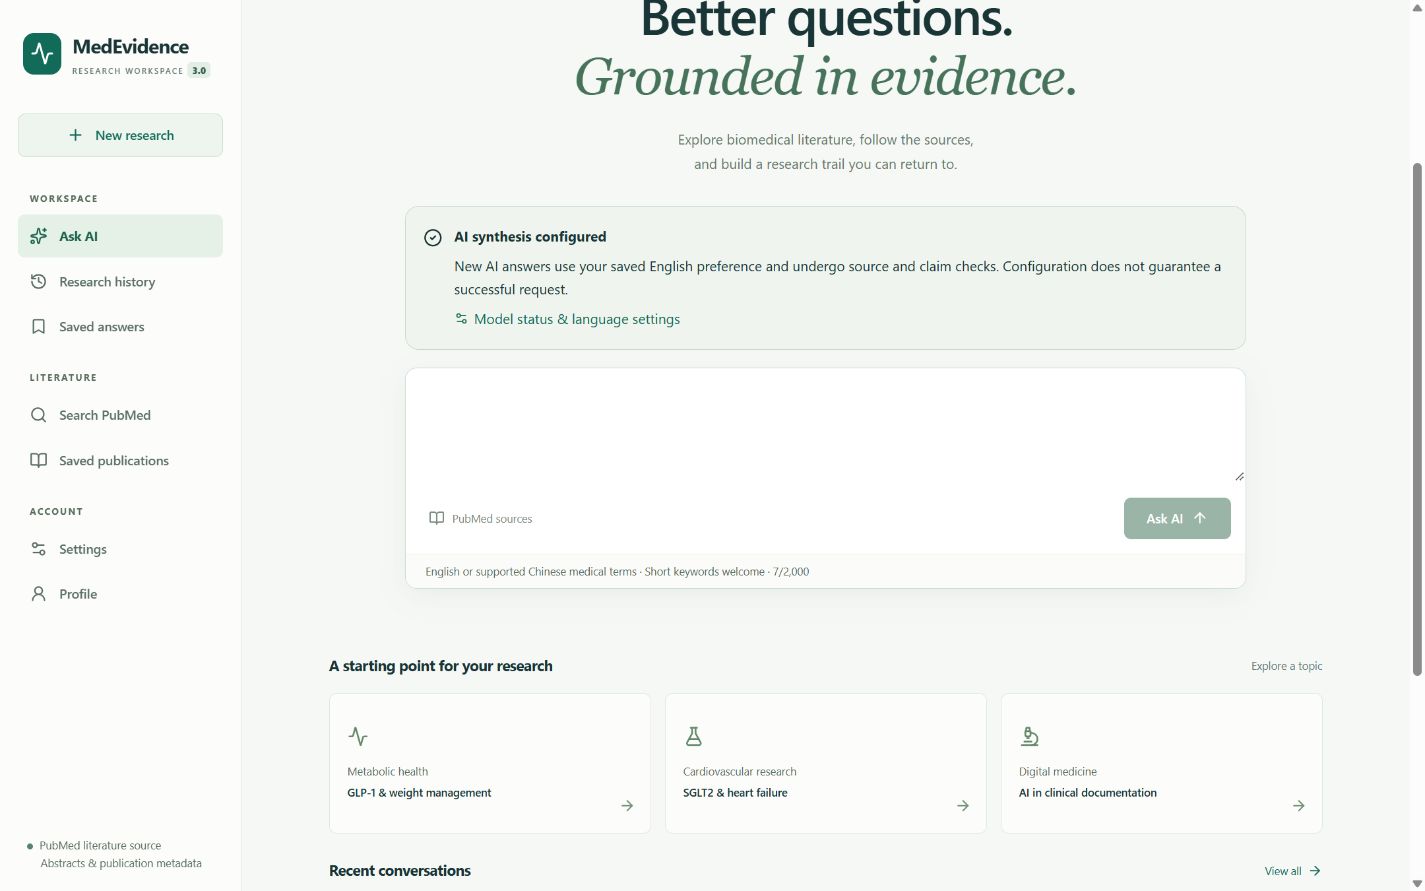 MedEvidence
RESEARCH WORKSPACE 3.0
New research
WORKSPACE
Ask AI
Research history
Saved answers
LITERATURE
Search PubMed
Saved publications
ACCOUNT
Settings
Profile
PubMed literature source
Abstracts & publication metadata
Better questions.
Grounded in evidence.
Explore biomedical literature, follow the sources,
and build a research trail you can return to.
AI synthesis configured
New AI answers use your saved English preference and undergo source and claim checks. Configuration does not guarantee a
successful request.
Model status & language settings
PubMed sources
Ask AI
English or supported Chinese medical terms · Short keywords welcome · 7/2,000
A starting point for your research
Explore a topic
Metabolic health
GLP-1 & weight management
Cardiovascular research
SGLT2 & heart failure
Digital medicine
AI in clinical documentation
Recent conversations
View all